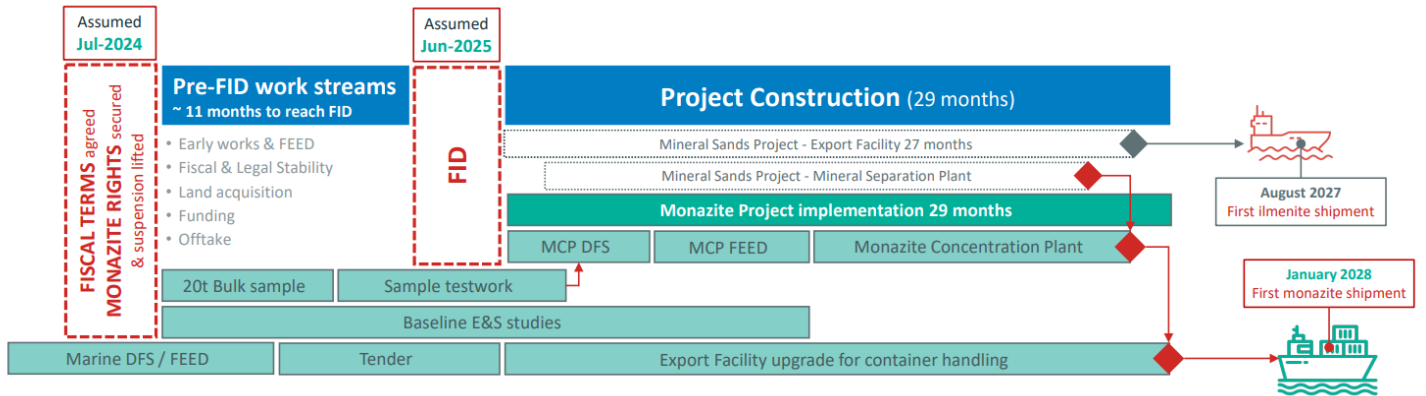 Assumed
Jul-2024
FISCAL TERMS agreed
MONAZITE RIGHTS secured
& suspension lifted
Pre-FID work streams
~ 11 months to reach FID
• Early works & FEED
• Fiscal & Legal Stability
• Land acquisition
• Funding
• Offtake
Assumed
Jun-2025
FID
Project Construction (29 months)
Mineral Sands Project - Export Facility 27 months
Mineral Sands Project - Mineral Separation Plant
Monazite Project implementation 29 months
MCP DFS
MCP FEED
Monazite Concentration Plant
20t Bulk sample
Sample testwork
Baseline E&S studies
Marine DFS / FEED
Tender
Export Facility upgrade for container handling
August 2027
First ilmenite shipment
January 2028
First monazite shipment